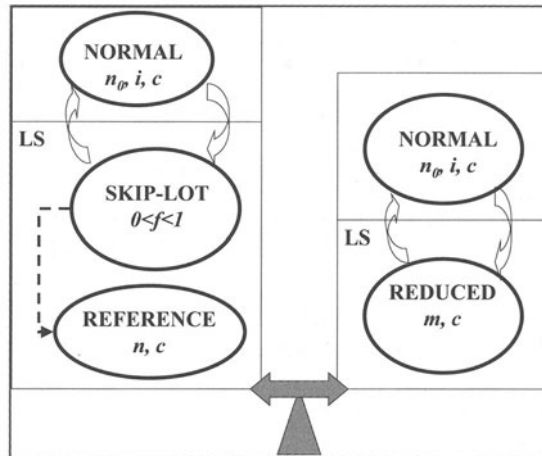 NORMAL
n₀, i, c
LS
SKIP-LOT
0<f<1
REFERENCE
n, c
NORMAL
n₀, i, c
LS
REDUCED
m, c